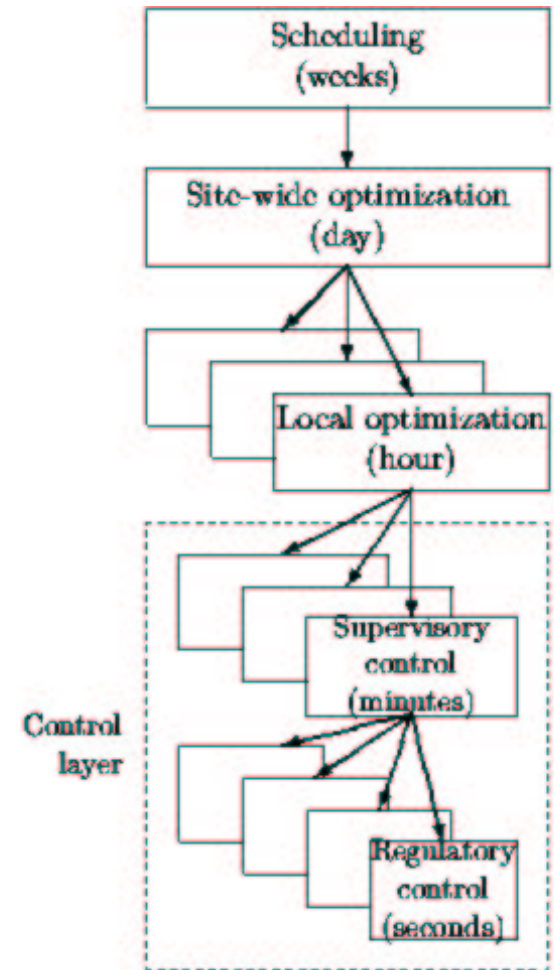 Scheduling
(weeks)
Site-wide optimization
(day)
Local optimization
(hour)
Supervisory
control
(minutes)
Control
layer
Regulatory
control
(seconds)